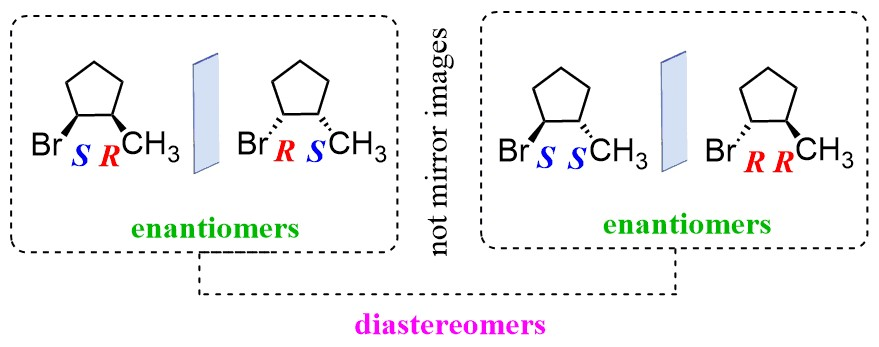 Br S R CH3
Br R S CH3
enantiomers
not mirror images
Br S S CH3
Br R R CH3
enantiomers
diastereomers